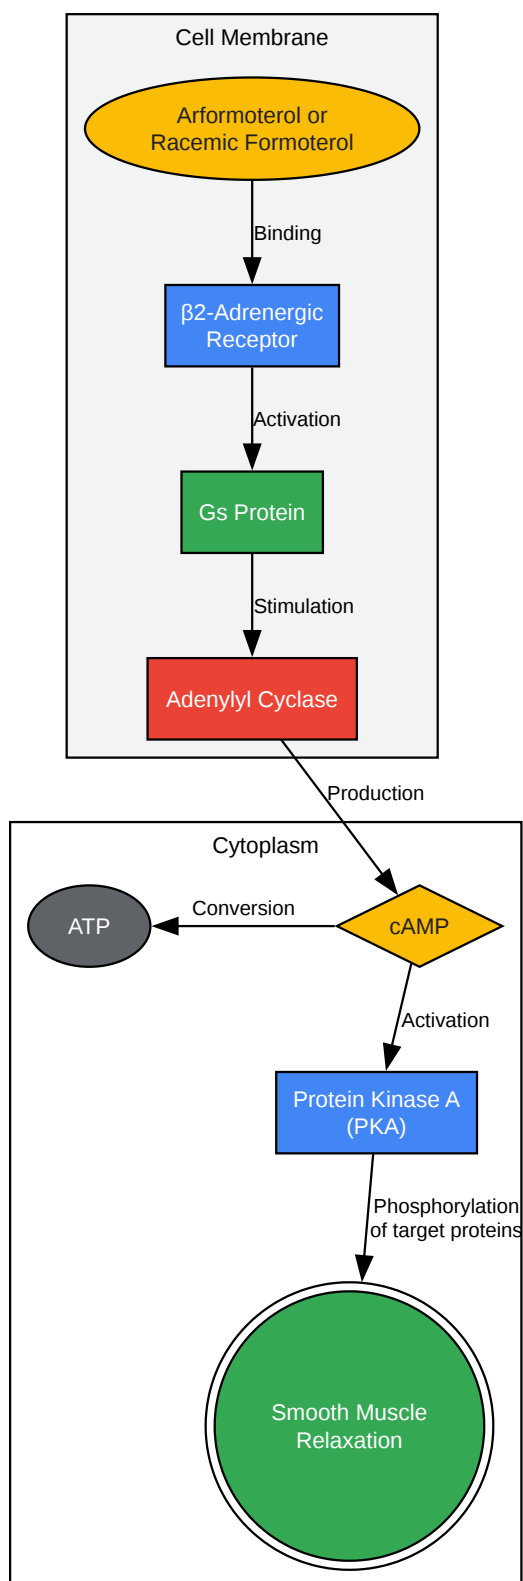 Cell Membrane
Arformoterol or
Racemic Formoterol
Binding
β2-Adrenergic
Receptor
Activation
Gs Protein
Stimulation
Adenylyl Cyclase
Production
Cytoplasm
ATP
Conversion
cAMP
Activation
Protein Kinase A
(PKA)
Phosphorylation
of target proteins
Smooth Muscle
Relaxation